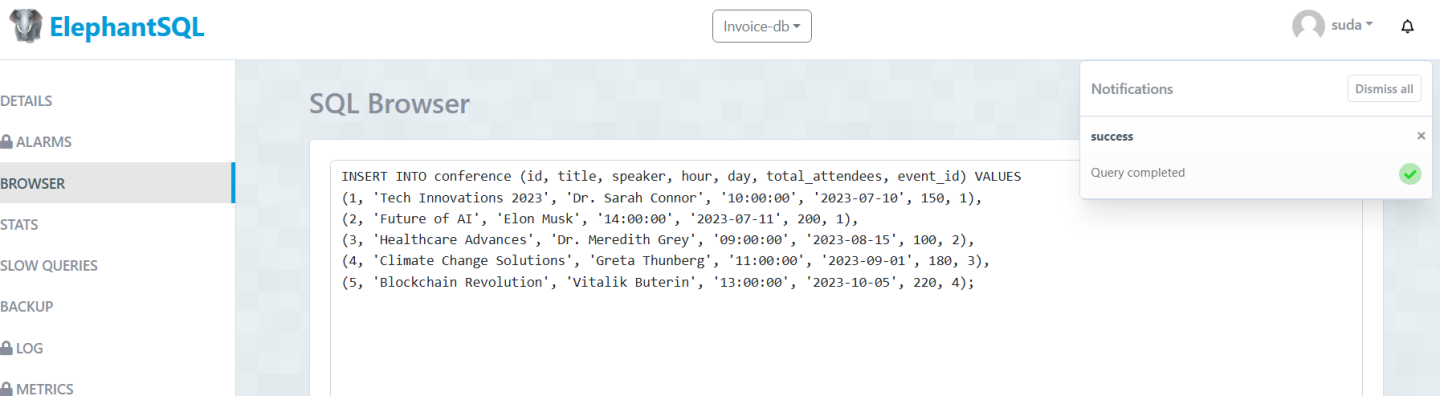 ElephantSQL
Invoice-db
suda
DETAILS
ALARMS
BROWSER
STATS
SLOW QUERIES
BACKUP
LOG
METRICS
SQL Browser
INSERT INTO conference (id, title, speaker, hour, day, total_attendees, event_id) VALUES
(1, 'Tech Innovations 2023', 'Dr. Sarah Connor', '10:00:00', '2023-07-10', 150, 1),
(2, 'Future of AI', 'Elon Musk', '14:00:00', '2023-07-11', 200, 1),
(3, 'Healthcare Advances', 'Dr. Meredith Grey', '09:00:00', '2023-08-15', 100, 2),
(4, 'Climate Change Solutions', 'Greta Thunberg', '11:00:00', '2023-09-01', 180, 3),
(5, 'Blockchain Revolution', 'Vitalik Buterin', '13:00:00', '2023-10-05', 220, 4);
Notifications
Dismiss all
success
Query completed